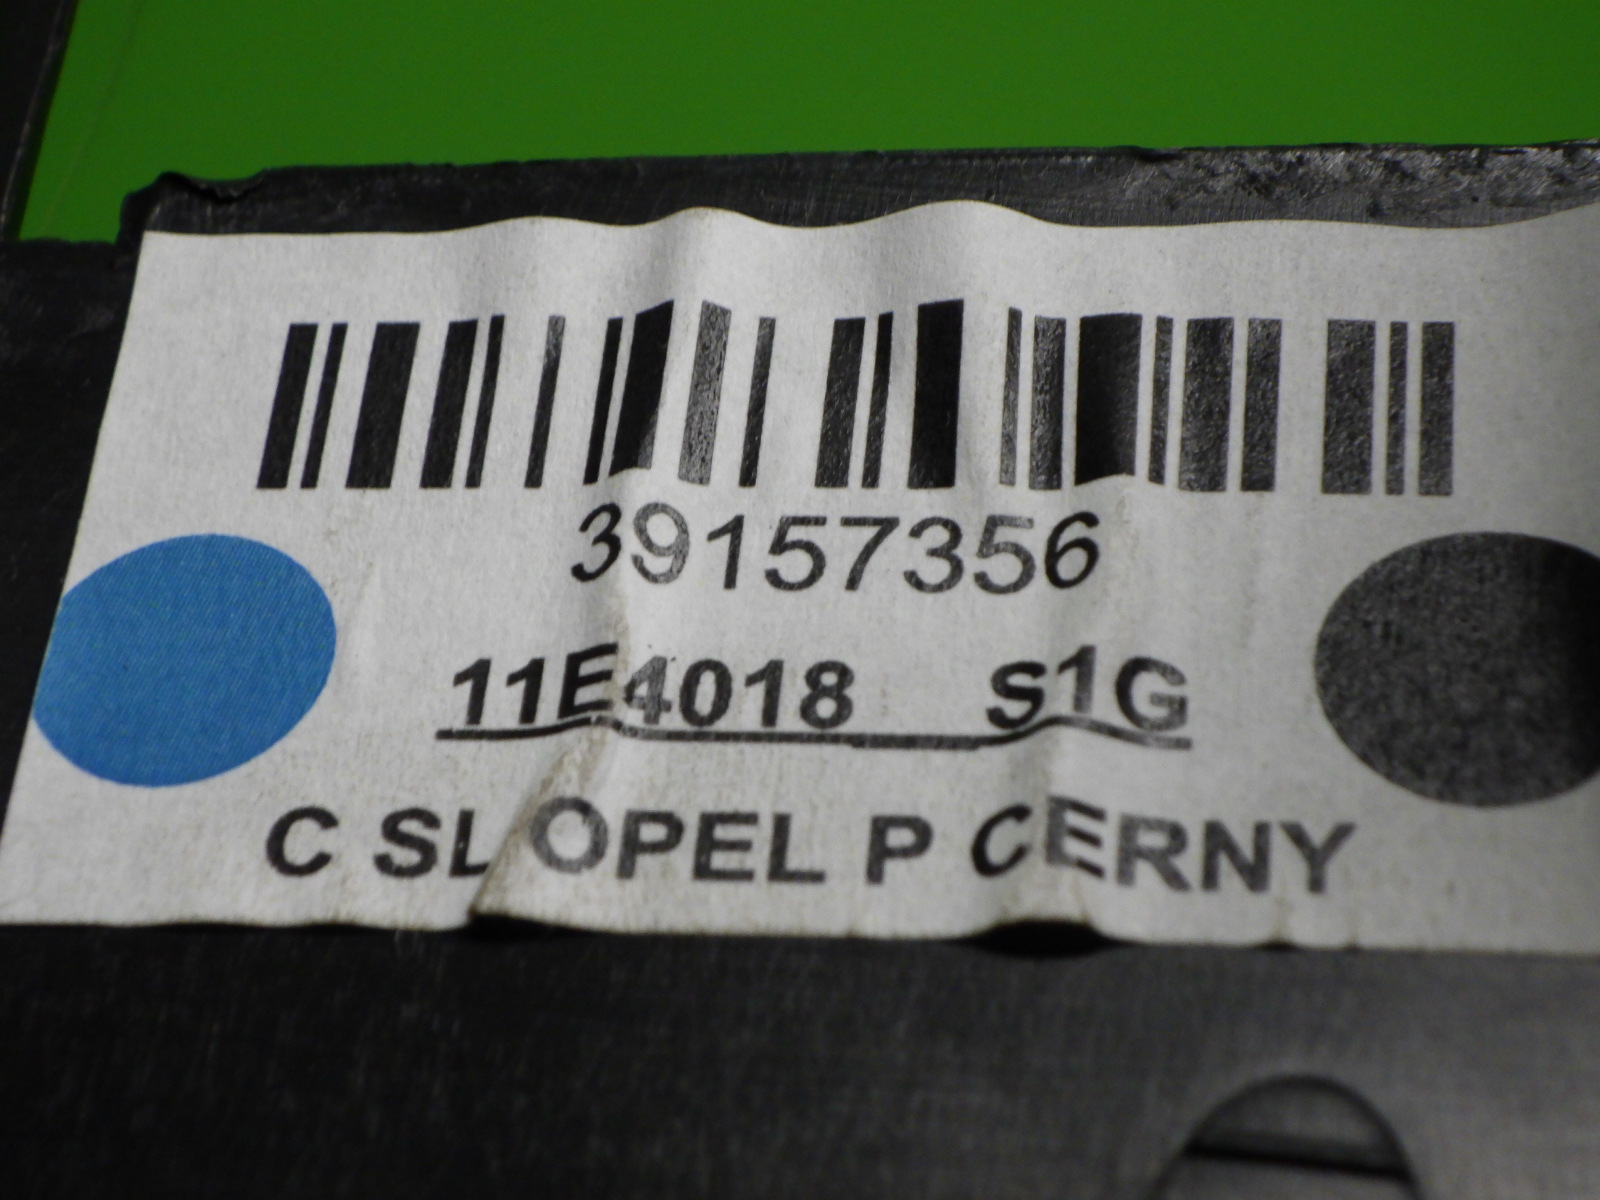 39157356
11E4018 S1G
C SL OPEL P CERNY